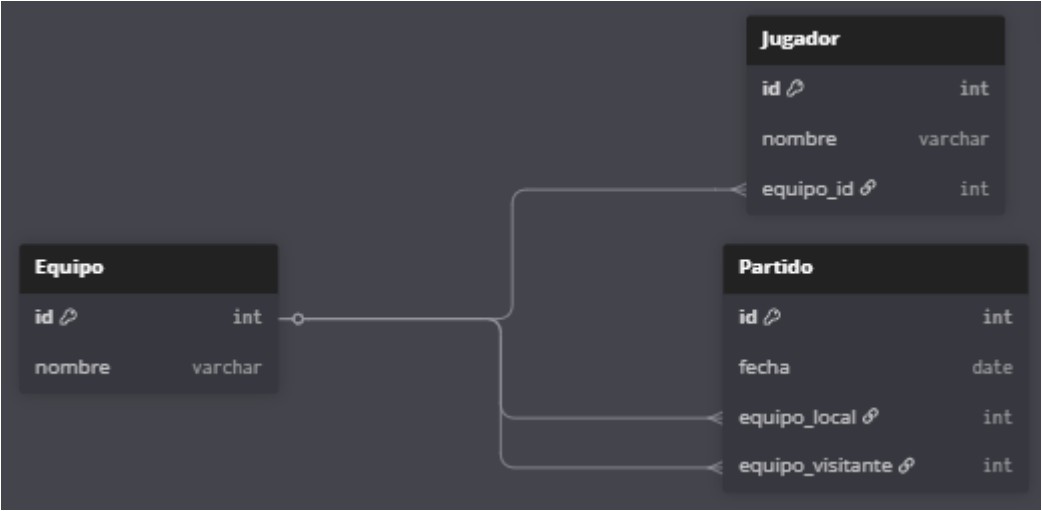 Jugador
id int
nombre varchar
equipo_id int
Equipo
id int
nombre varchar
Partido
id int
fecha date
equipo_local int
equipo_visitante int